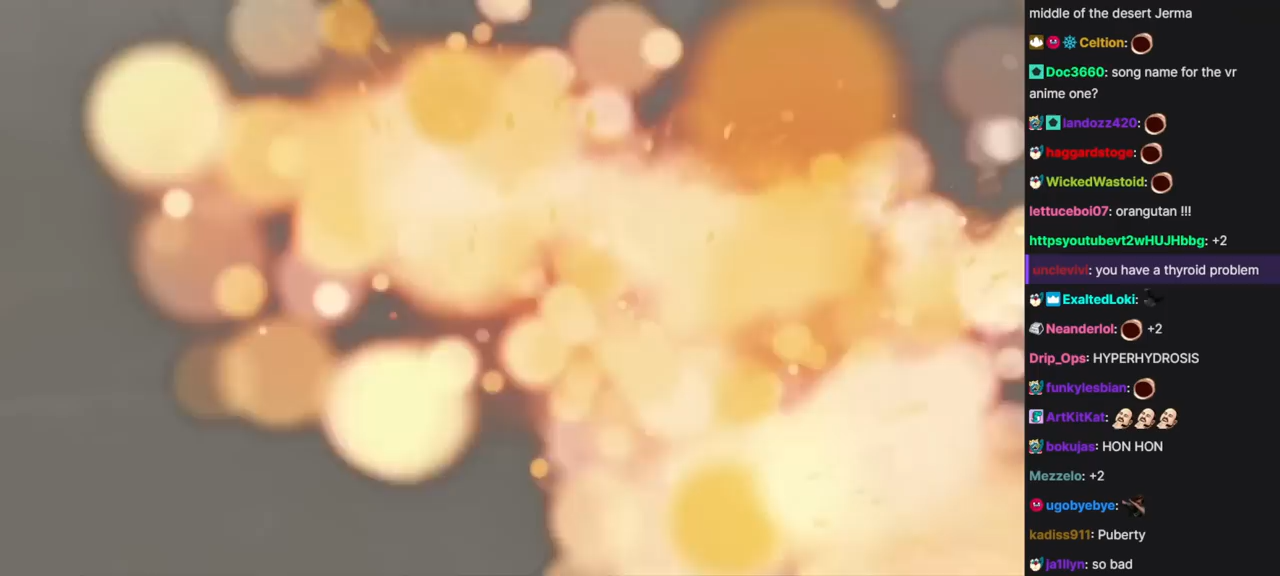 middle of the desert Jerma
Celtion:
Doc3660: song name for the vr
anime one?
landozz420:
haggardstoge:
WickedWastoid:
lettuceboi07: orangutan !!!
httpsyoutubevt2wHUJHbbg: +2
unclevivi: you have a thyroid problem
ExaltedLoki:
Neanderlol: +2
Drip_Ops: HYPERHYDROSIS
funkylesbian:
ArtKitKat:
bokujas: HON HON
Mezzelo: +2
ugobyebye:
kadiss911: Puberty
ja1llyn: so bad